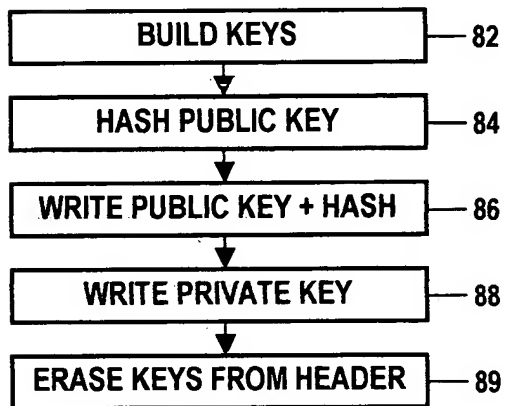 BUILD KEYS 82
HASH PUBLIC KEY 84
WRITE PUBLIC KEY + HASH 86
WRITE PRIVATE KEY 88
ERASE KEYS FROM HEADER 89